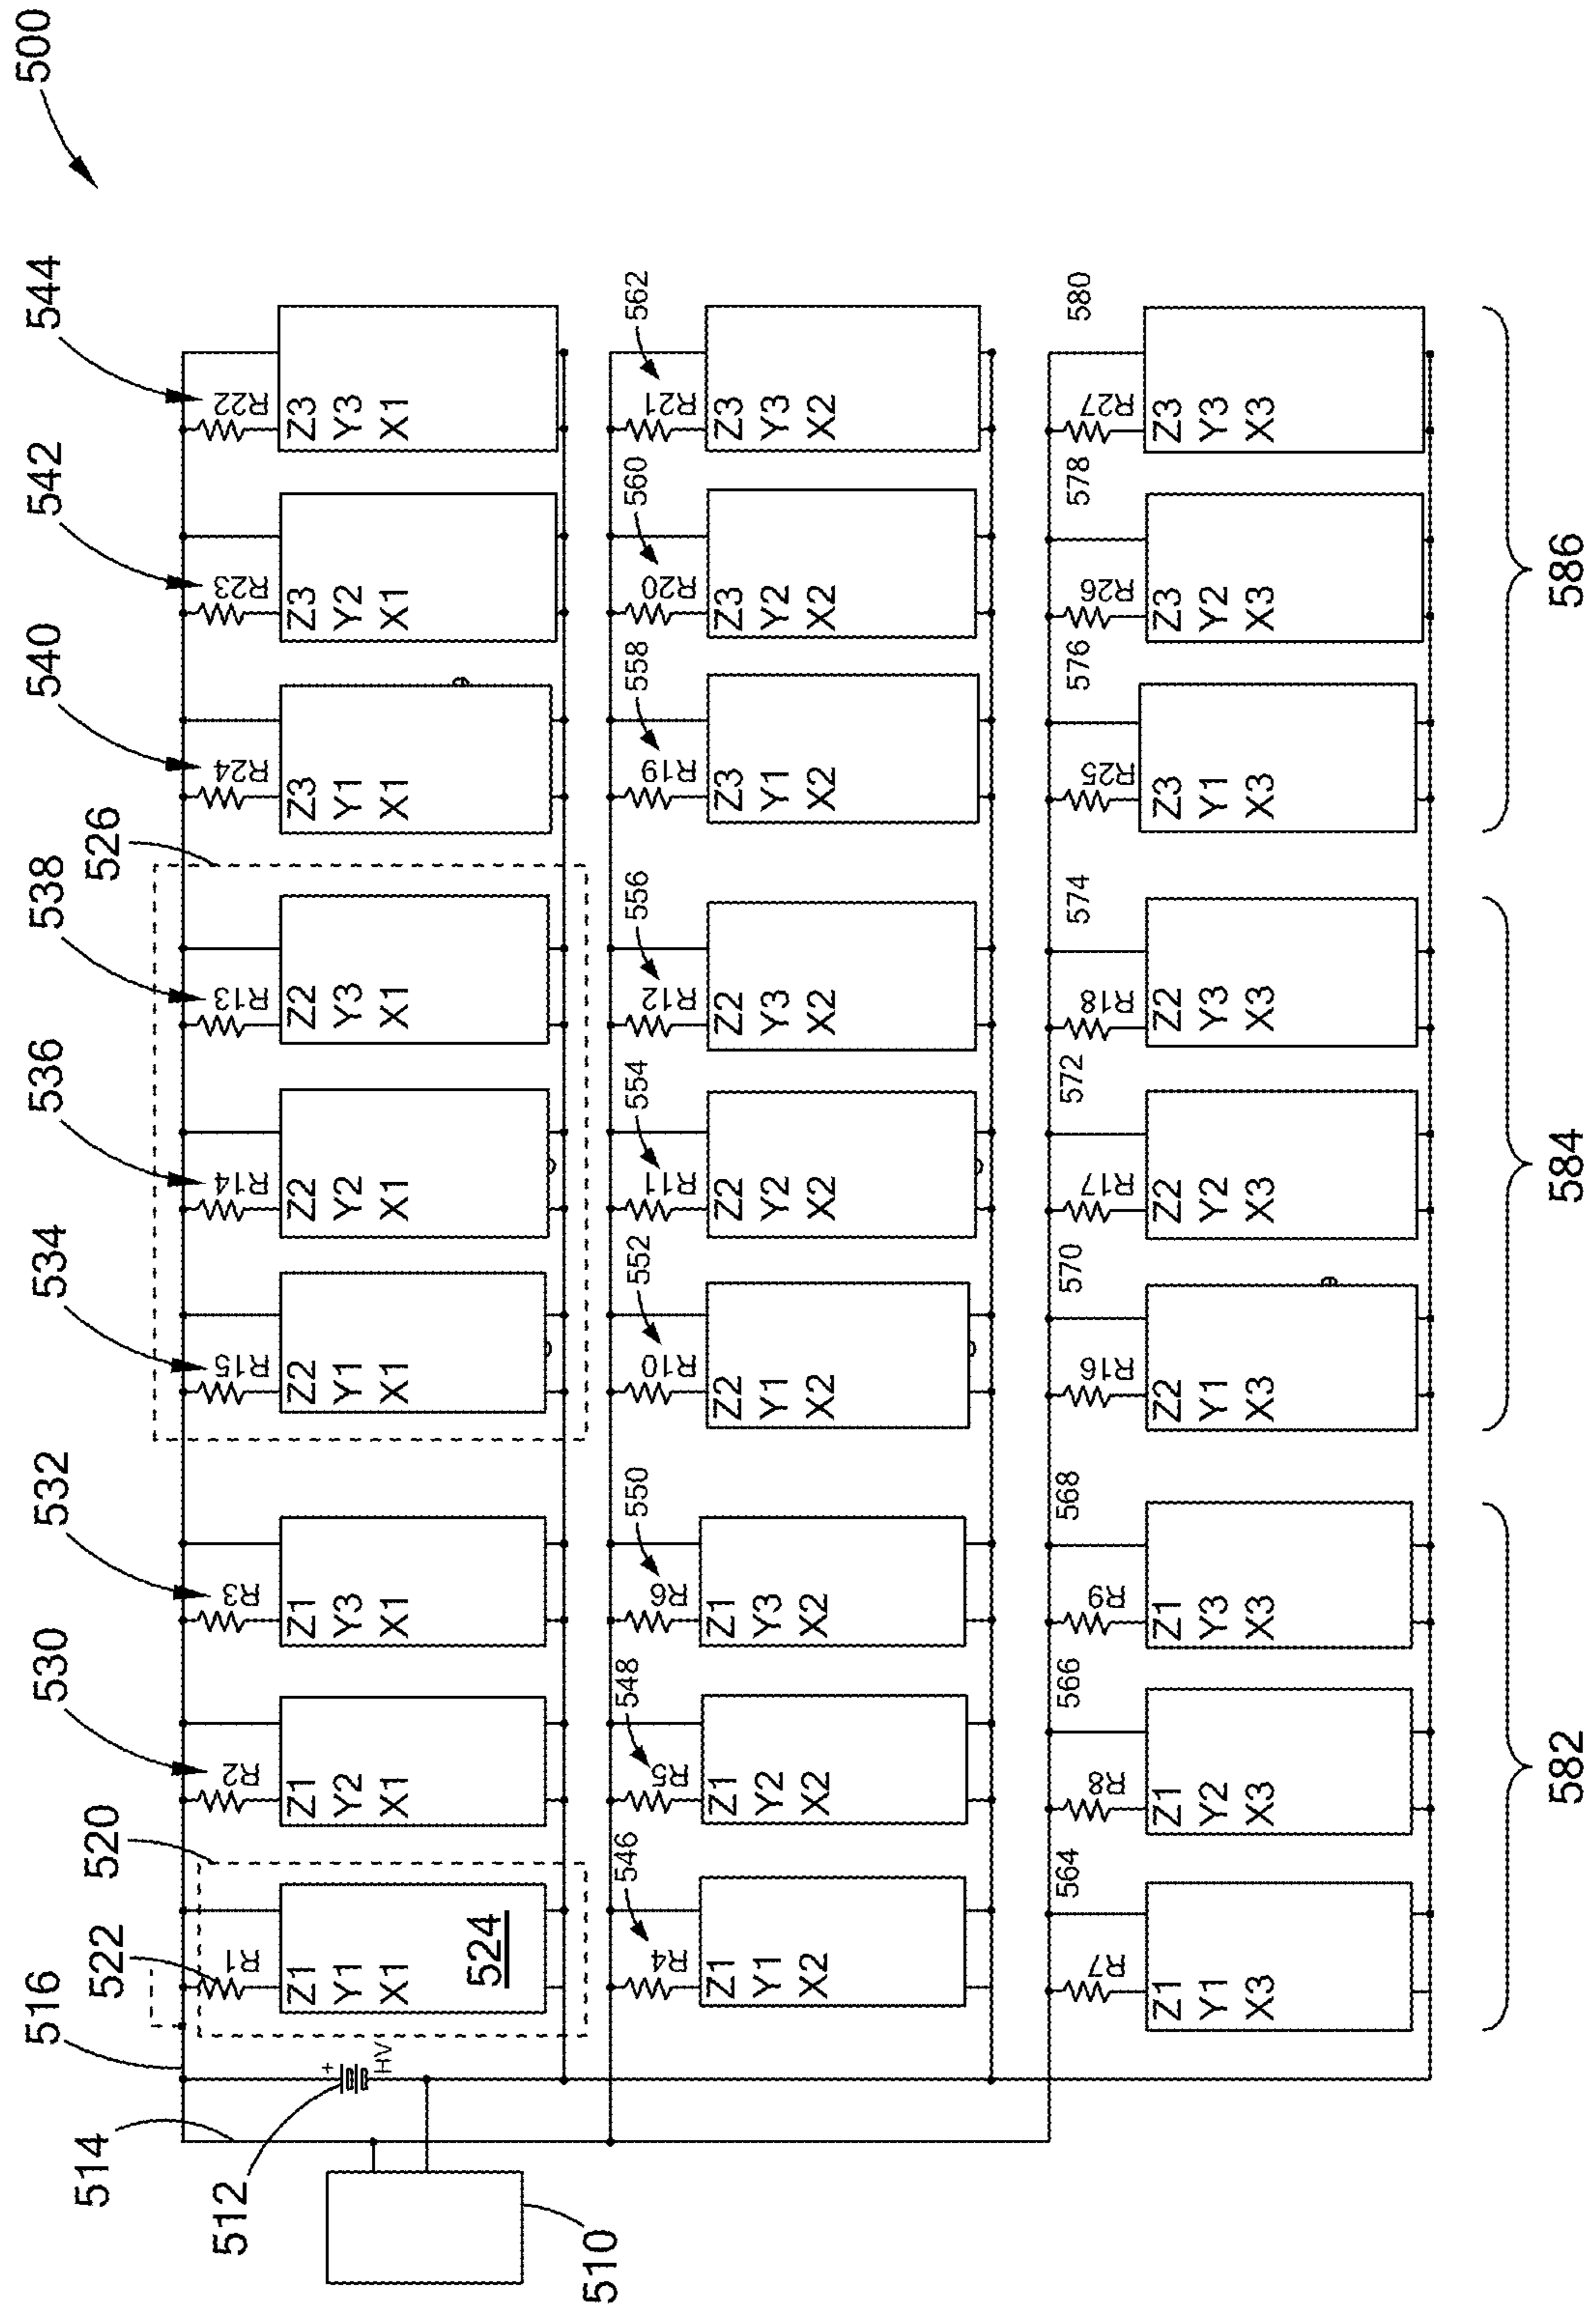 500
516
522
520
530
532
534
536
538
526
540
542
544
514
512
510
+
HV
R1
R2
R3
R15
R14
R13
R24
R23
R22
Z1
Y1
X1
524
Z1
Y2
X1
Z1
Y3
X1
Z2
Y1
X1
Z2
Y2
X1
Z2
Y3
X1
Z3
Y1
X1
Z3
Y2
X1
Z3
Y3
X1
546
548
550
552
554
556
558
560
562
R4
R5
R6
R10
R11
R12
R19
R20
R21
Z1
Y1
X2
Z1
Y2
X2
Z1
Y3
X2
Z2
Y1
X2
Z2
Y2
X2
Z2
Y3
X2
Z3
Y1
X2
Z3
Y2
X2
Z3
Y3
X2
564
566
568
570
572
574
576
578
580
R7
R8
R9
R16
R17
R18
R25
R26
R27
Z1
Y1
X3
Z1
Y2
X3
Z1
Y3
X3
Z2
Y1
X3
Z2
Y2
X3
Z2
Y3
X3
Z3
Y1
X3
Z3
Y2
X3
Z3
Y3
X3
582
584
586